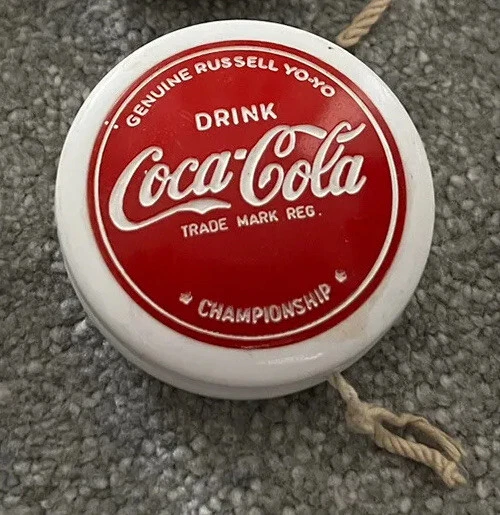 GENUINE RUSSELL YO-YO
DRINK
Coca-Cola
TRADE MARK REG.
CHAMPIONSHIP